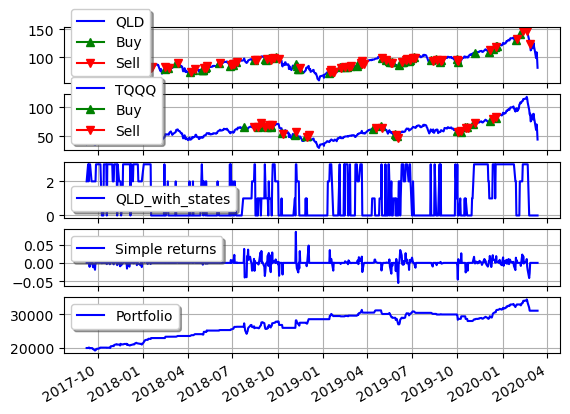 QLD
Buy
Sell
150
100
TQQQ
Buy
Sell
100
50
2
0
QLD_with_states
0.05
0.00
−0.05
Simple returns
30000
20000
Portfolio
2017-10 2018-01 2018-04 2018-07 2018-10 2019-01 2019-04 2019-07 2019-10 2020-01 2020-04